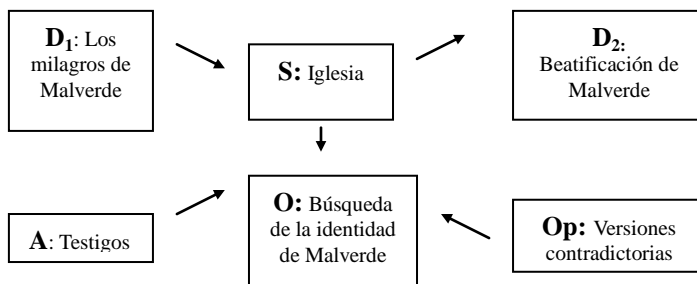 D1: Los
milagros de
Malverde
S: Iglesia
D2:
Beatificación de
Malverde
A: Testigos
O: Búsqueda
de la identidad
de Malverde
Op: Versiones
contradictorias